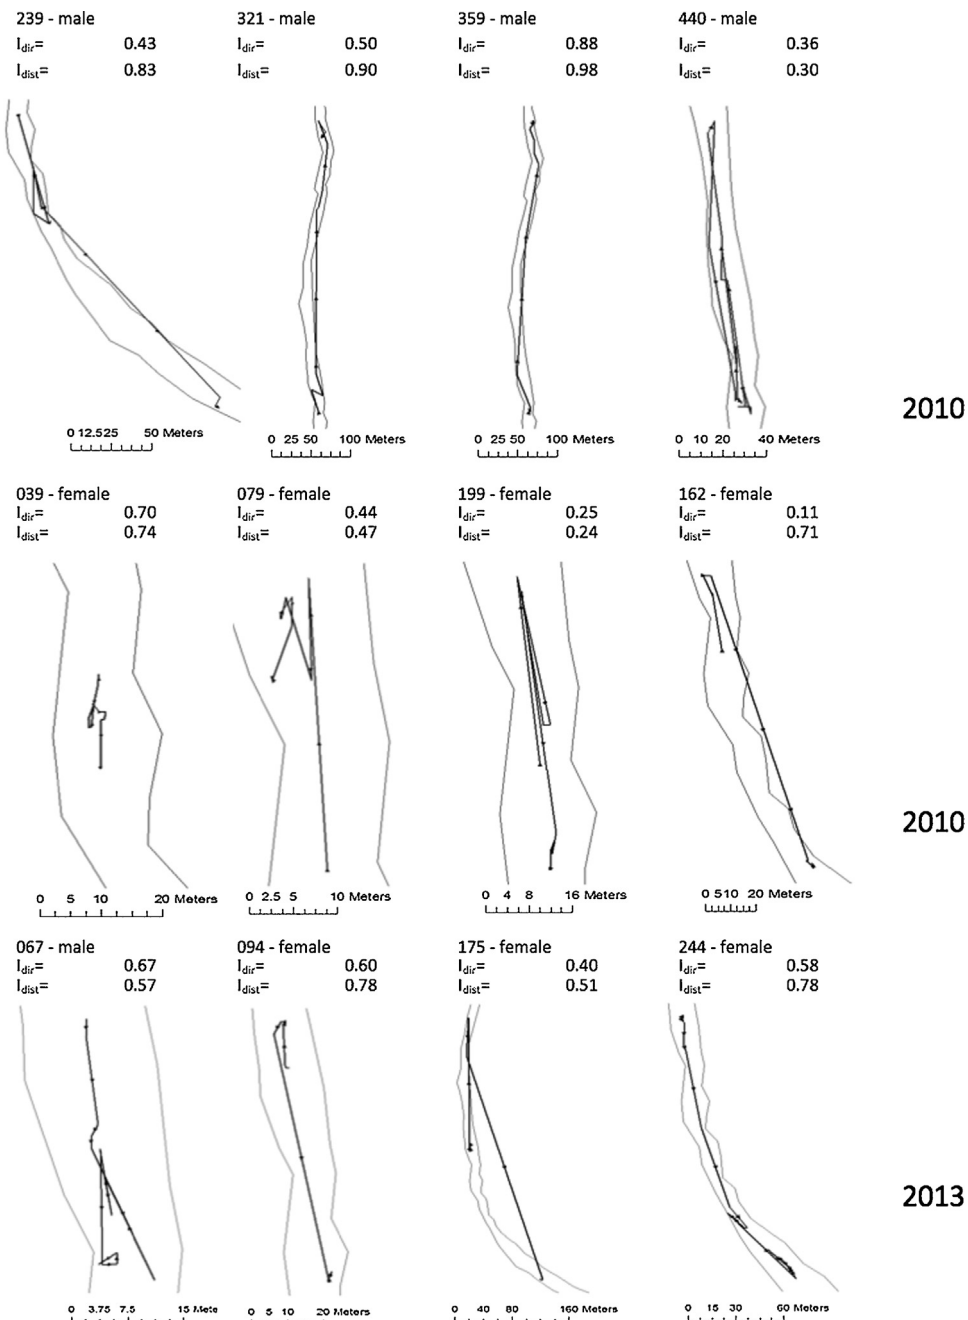 239 - male 321 - male 359 - male 440 - male
Idir= 0.43 Idir= 0.50 Idir= 0.88 Idir= 0.36
Idist= 0.83 Idist= 0.90 Idist= 0.98 Idist= 0.30
2010
0 12.525 50 Meters 0 25 50 100 Meters 0 25 50 100 Meters 0 10 20 40 Meters
039 - female 079 - female 199 - female 162 - female
Idir= 0.70 Idir= 0.44 Idir= 0.25 Idir= 0.11
Idist= 0.74 Idist= 0.47 Idist= 0.24 Idist= 0.71
2010
0 5 10 20 Meters 0 2.5 5 10 Meters 0 4 8 16 Meters 0 510 20 Meters
067 - male 094 - female 175 - female 244 - female
Idir= 0.67 Idir= 0.60 Idir= 0.40 Idir= 0.58
Idist= 0.57 Idist= 0.78 Idist= 0.51 Idist= 0.78
2013
0 3.75 7.5 15 Mete 0 5 10 20 Meters 0 40 80 160 Meters 0 15 30 60 Meters